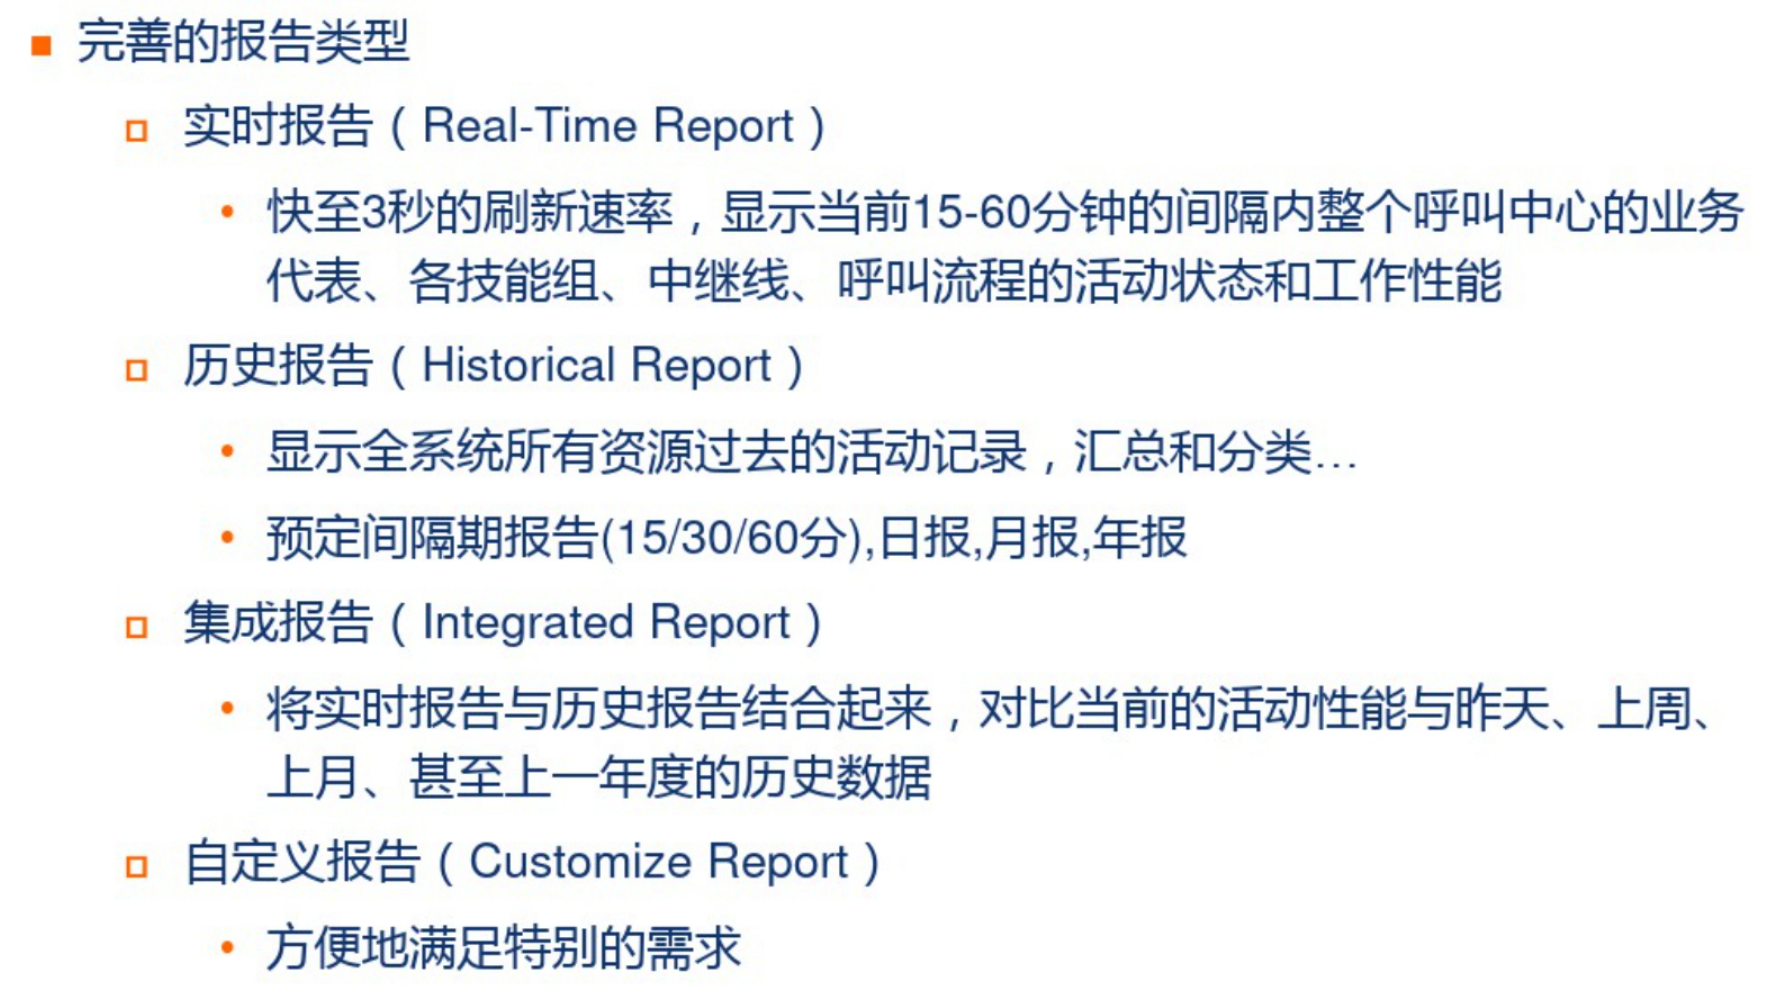 完善的报告类型
实时报告（Real-Time Report）
快至3秒的刷新速率，显示当前15-60分钟的间隔内整个呼叫中心的业务
代表、各技能组、中继线、呼叫流程的活动状态和工作性能
历史报告（Historical Report）
显示全系统所有资源过去的活动记录，汇总和分类…
预定间隔期报告(15/30/60分),日报,月报,年报
集成报告（Integrated Report）
将实时报告与历史报告结合起来，对比当前的活动性能与昨天、上周、
上月、甚至上一年度的历史数据
自定义报告（Customize Report）
方便地满足特别的需求